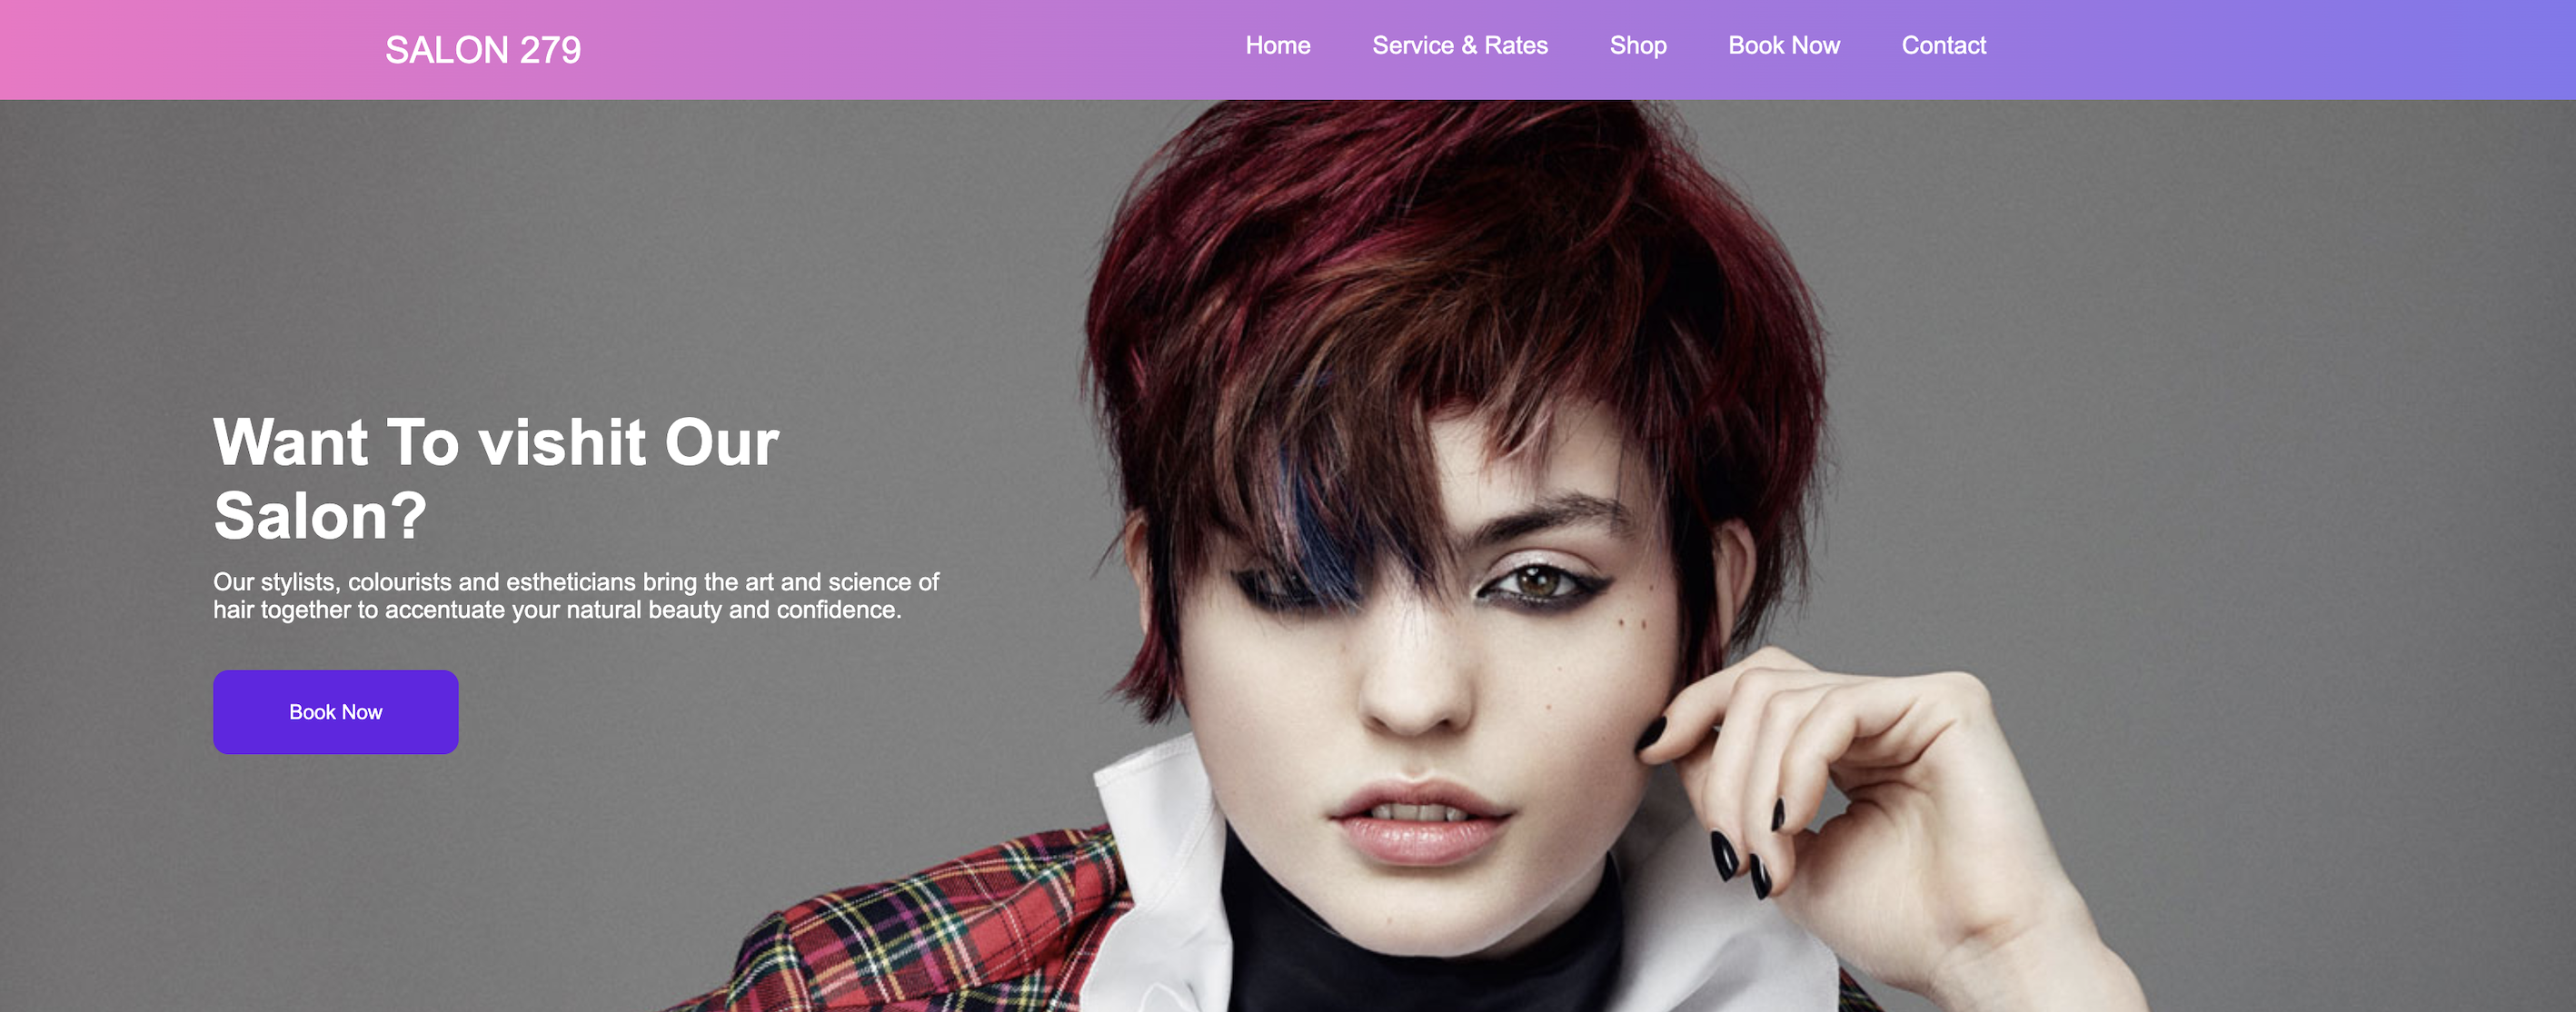 SALON 279
Home
Service & Rates
Shop
Book Now
Contact
Want To vishit Our
Salon?
Our stylists, colourists and estheticians bring the art and science of
hair together to accentuate your natural beauty and confidence.
Book Now